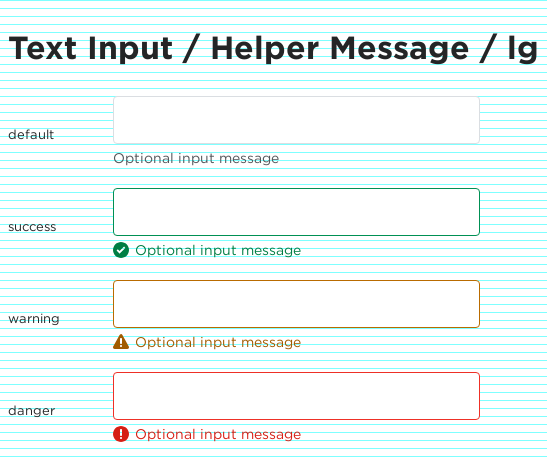 Text Input / Helper Message / lg
default
Optional input message
success
Optional input message
warning
Optional input message
danger
Optional input message